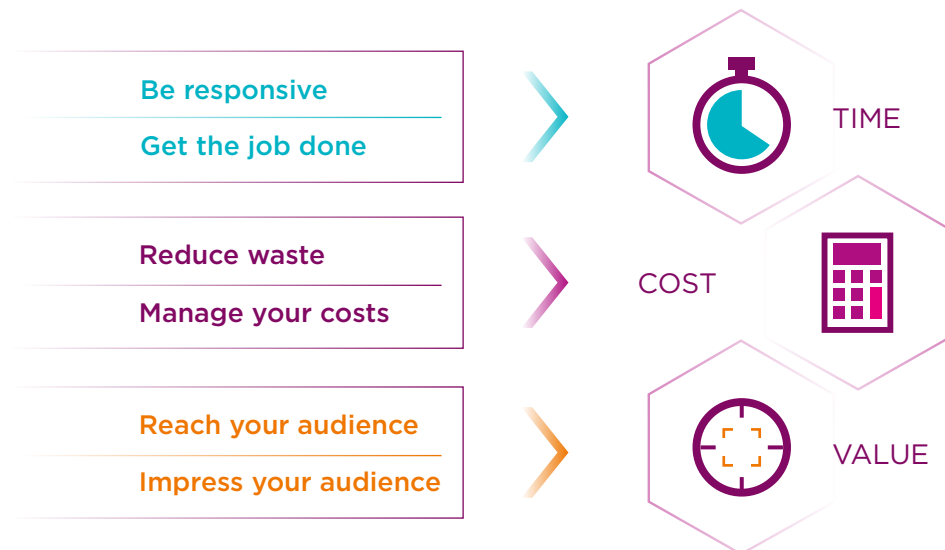 Be responsive
Get the job done
TIME
Reduce waste
Manage your costs
COST
Reach your audience
Impress your audience
VALUE